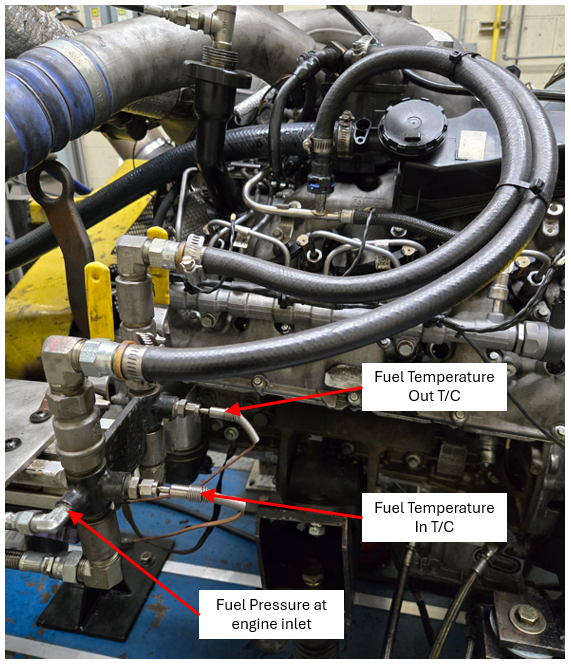 Fuel Temperature
Out T/C
Fuel Temperature
In T/C
Fuel Pressure at
engine inlet